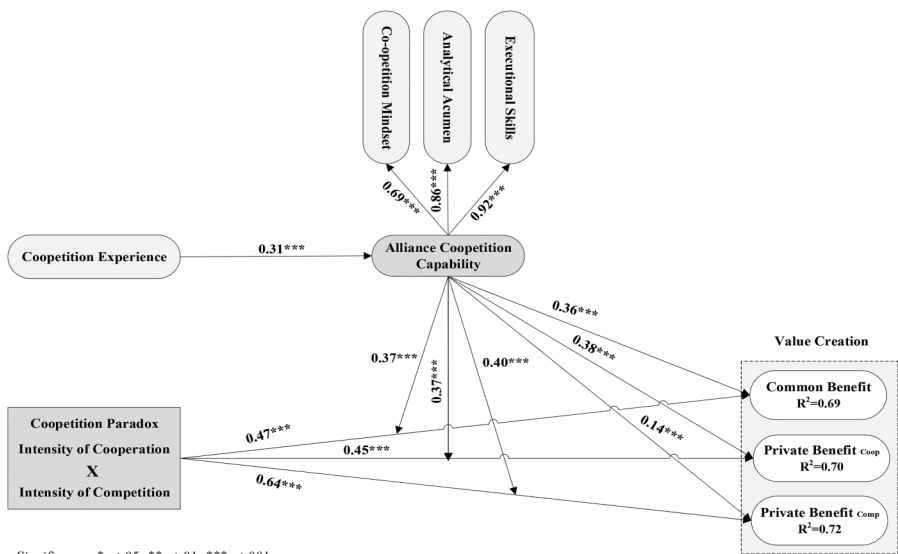 Co-opetition Mindset
Analytical Acumen
Executional Skills
0.69***
0.86***
0.92***
Coopetition Experience
0.31***
Alliance Coopetition
Capability
0.36***
0.38***
0.14***
0.37***
0.37***
0.40***
Value Creation
Common Benefit
R²=0.69
Private Benefit Coop
R²=0.70
Private Benefit Comp
R²=0.72
Coopetition Paradox
Intensity of Cooperation
X
Intensity of Competition
0.47***
0.45***
0.64***